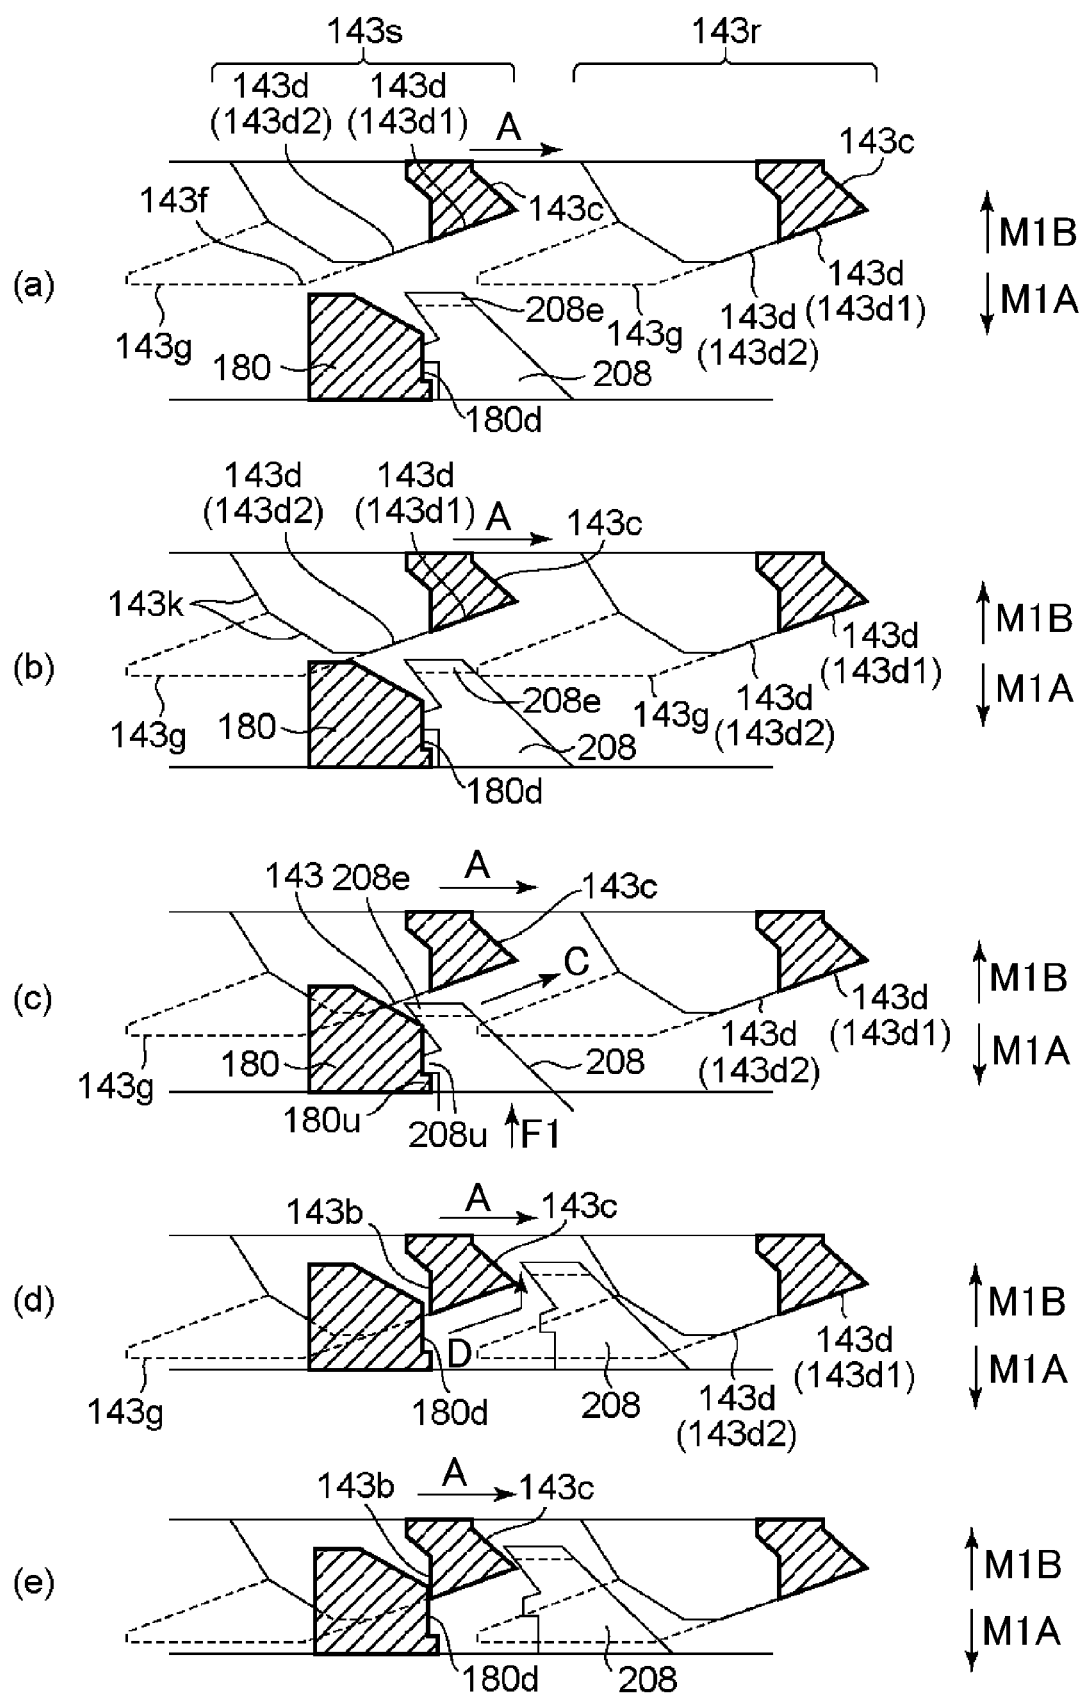 143s 143r
143d 143d
(143d2) (143d1) A
143c
143f 143c
M1B
(a)
M1A
143d
(143d1)
208e
143g 143g 143d
(143d2)
180 208
180d
143d 143d
(143d2) (143d1) A 143c
143k
M1B
143d
(143d1)
(b)
M1A
208e
143g 180 143g 143d
(143d2)
208
180d
A
143 208e 143c
C
M1B
(c)
143d
(143d1)
143d
(143d2)
M1A
180 208
143g
180u 208u F1
A
143b 143c
M1B
(d)
143d
(143d1)
M1A
D
143g 180d 208 143d
(143d2)
A
143b 143c
M1B
(e)
M1A
180d 208